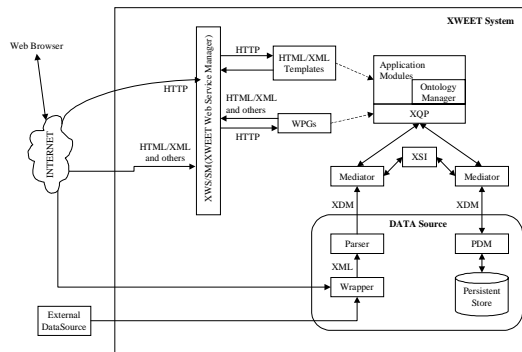 XWEET System
Web Browser
HTTP
INTERNET
HTML/XML
and others
XWS/SM(XWEET Web Service Manager)
HTTP
HTML/XML
Templates
HTML/XML
and others
HTTP
WPGs
Application
Modules
Ontology
Manager
XQP
Mediator
XSI
Mediator
XDM
XDM
DATA Source
Parser
PDM
XML
Wrapper
Persistent
Store
External
DataSource